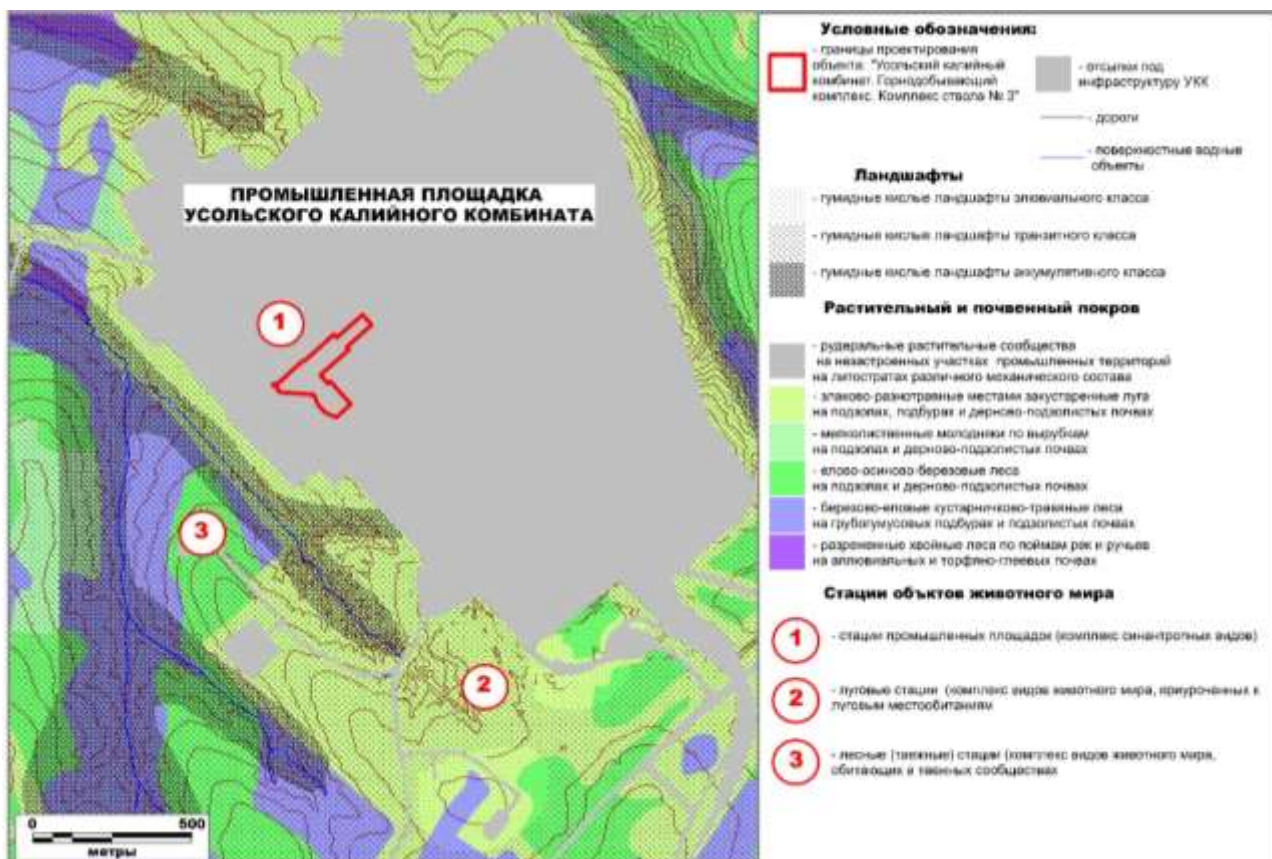 ПРОМЫШЛЕННАЯ ПЛОЩАДКА
УСОЛЬСКОГО КАЛИЙНОГО КОМБИНАТА
1
3
2
0 500
метры
Условные обозначения:
- границы проектирования
объекта: "Усольский калийный
комбинат. Горнодобывающий
комплекс. Комплекс ствола № 3"
- отсыпки под
инфраструктуру УКК
- дороги
- поверхностные водные
объекты
Ландшафты
- гумидные кислые ландшафты элювиального класса
- гумидные кислые ландшафты транзитного класса
- гумидные кислые ландшафты аккумулятивного класса
Растительный и почвенный покров
- рудеральные растительные сообщества
на незастроенных участках промышленных территорий
на литостратах различного механического состава
- злаково-разнотравные местами закустаренные луга
на подзолах, подбурах и дерново-подзолистых почвах
- мелколиственные молодняки по вырубкам
на подзолах и дерново-подзолистых почвах
- елово-осиново-березовые леса
на подзолах и дерново-подзолистых почвах
- березово-еловые кустарничково-травяные леса
на грубогумусовых подбурах и подзолистых почвах
- разреженные хвойные леса по поймам рек и ручьев
на аллювиальных и торфяно-глеевых почвах
Стации объктов животного мира
1 - стации промышленных площадок (комплекс синантропных видов)
2 - луговые стации (комплекс видов животного мира, приуроченных к
луговым местообитаниям
3 - лесные (таежные) стации (комплекс видов животного мира,
обитающих в таежных сообществах